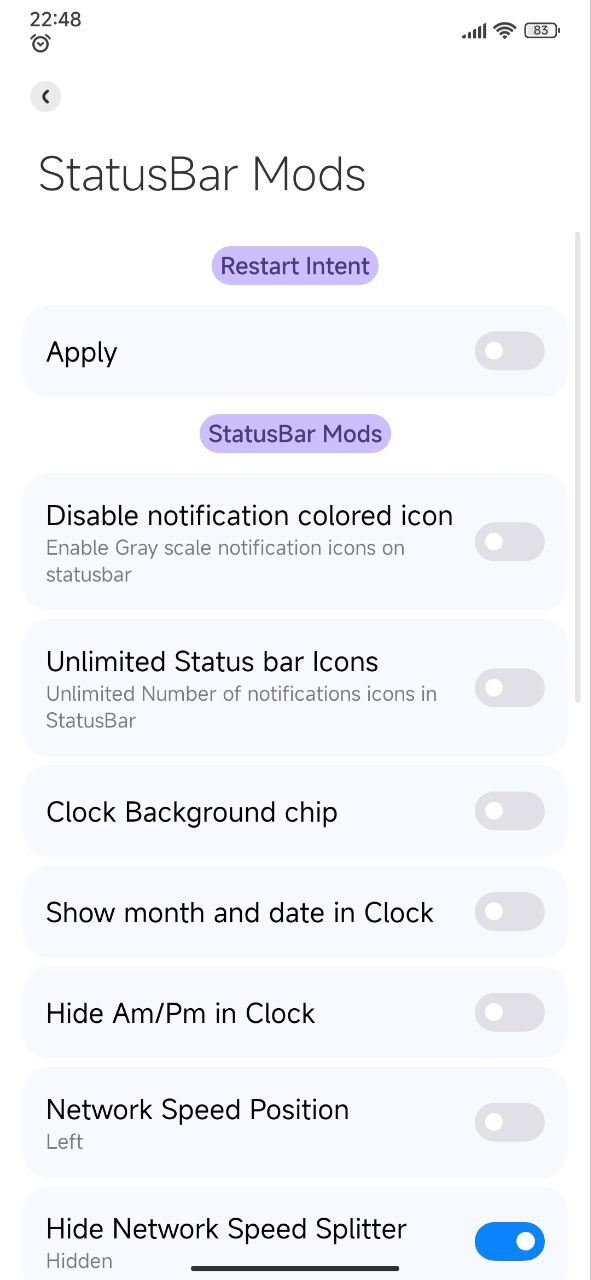 22:48
83
StatusBar Mods
Restart Intent
Apply
StatusBar Mods
Disable notification colored icon
Enable Gray scale notification icons on
statusbar
Unlimited Status bar Icons
Unlimited Number of notifications icons in
StatusBar
Clock Background chip
Show month and date in Clock
Hide Am/Pm in Clock
Network Speed Position
Left
Hide Network Speed Splitter
Hidden